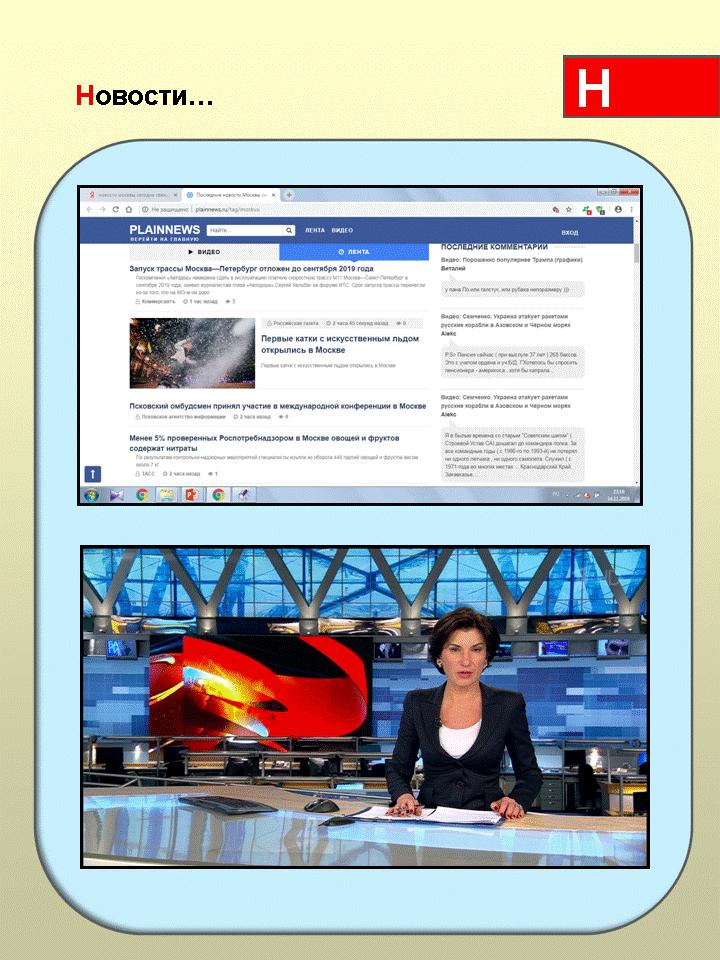 Новости...
Н
новости москвы сегодня свеж
Последние новости Москвы он
Не защищено | plainnews.ru/tag/moskva
PLAINNEWS
ПЕРЕЙТИ НА ГЛАВНУЮ
Найти...
ЛЕНТА ВИДЕО
ВХОД
ВИДЕО
ЛЕНТА
Запуск трассы Москва—Петербург отложен до сентября 2019 года
Госкомпания «Автодор» намерена сдать в эксплуатацию платную скоростную трассу М11 Москва—Санкт-Петербург в
сентябре 2019 года, заявил журналистам глава «Автодора» Сергей Кельбах на форуме ИТС. Срок запуска трассы перенесли
из-за того, что на 663-м на доро
Коммерсантъ 1 час назад 3
Российская газета 2 часа 45 секунд назад 0
Первые катки с искусственным льдом
открылись в Москве
Первые катки с искусственным льдом открылись в Москве
Псковский омбудсмен принял участие в международной конференции в Москве
Псковское агентство информации 2 часа назад 0
Менее 5% проверенных Роспотребнадзором в Москве овощей и фруктов
содержат нитраты
По результатам контрольно-надзорных мероприятий специалисты изъяли из оборота 446 партий овощей и фруктов весом
около 7 кг
ТАСС 2 часа назад 1
ПОСЛЕДНИЕ КОММЕНТАРИИ
Видео: Порошенко популярнее Трампа (графики)
Виталий
у пана По или галстук, или рубаха непоразмеру )))
Видео: Семченко. Украина атакует ракетами
русские корабли в Азовском и Чёрном морях
Aleks
P.S> Пенсия сейчас ( при выслуге 37 лет ) 265 баксов.
Это с учетом ордена и уч.Б/Д. ГХотелось бы спросить
пенсионера - америкоса , хотя бы капрала...
Видео: Семченко. Украина атакует ракетами
русские корабли в Азовском и Чёрном морях
Aleks
Я в былые времена со старым "Советским шагом" (
Строевой Устав СА) дошагал до командира полка. За
все командные годы ( с 1986-го по 1993-й) не потерял
ни одного летчика , ни одного самолета. Служил ( с
1971-года во многих местах ... Краснодарский Край,
Закавказье...
RU
23:19
14.11.2018